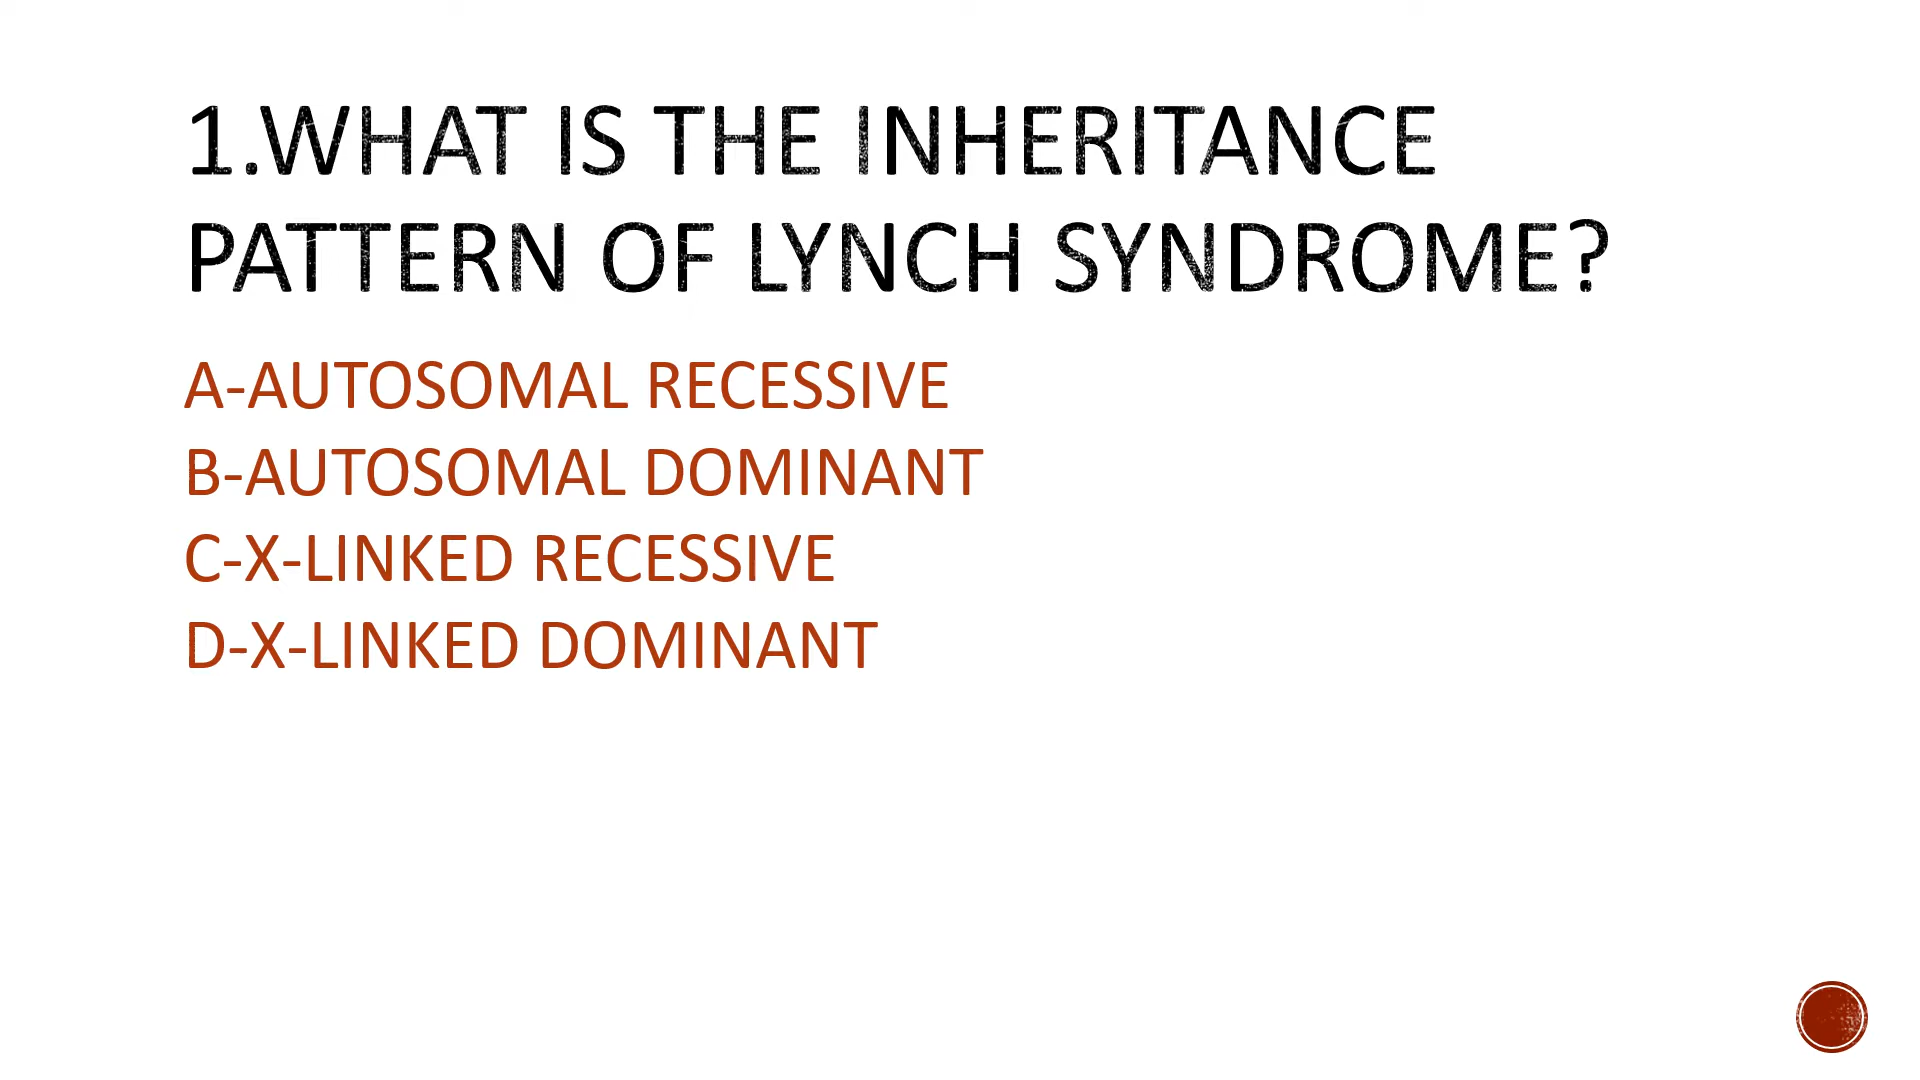 1.WHAT IS THE INHERITANCE
PATTERN OF LYNCH SYNDROME?
A-AUTOSOMAL RECESSIVE
B-AUTOSOMAL DOMINANT
C-X-LINKED RECESSIVE
D-X-LINKED DOMINANT